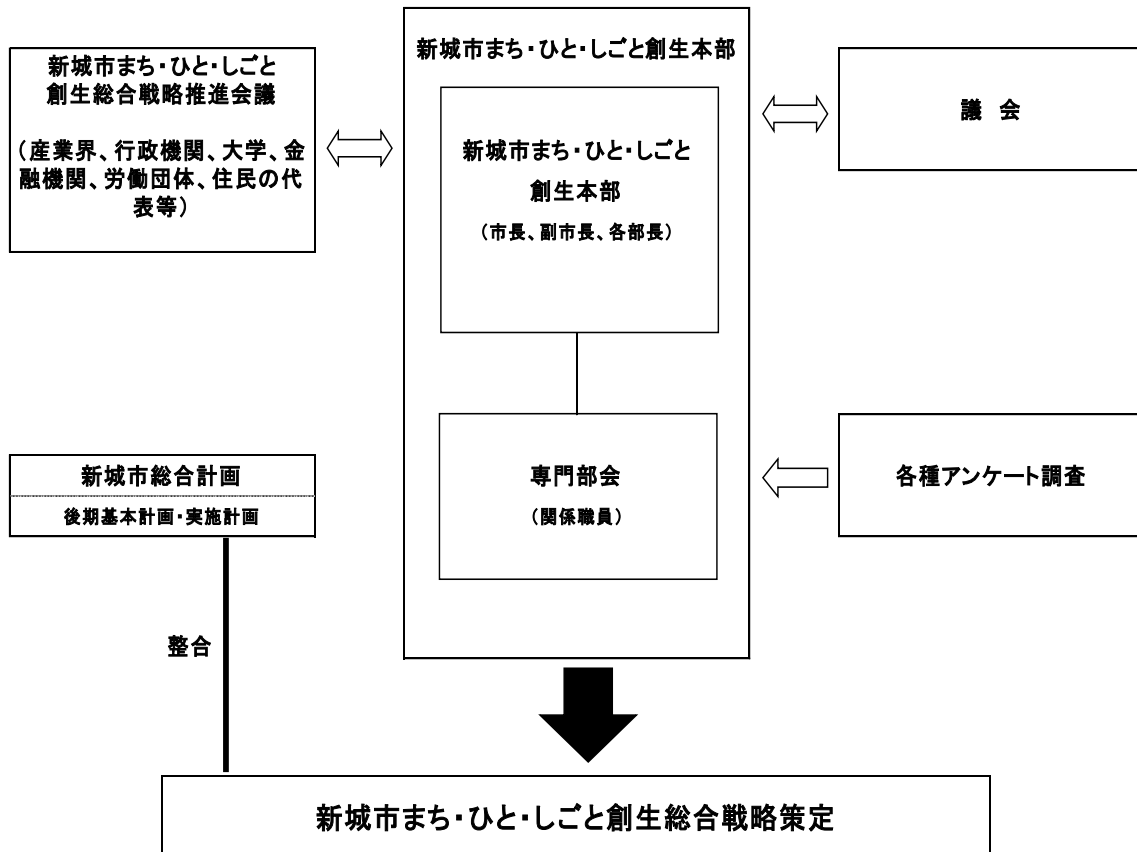 新城市まち・ひと・しごと
創生総合戦略推進会議
（産業界、行政機関、大学、金
融機関、労働団体、住民の代
表等）
新城市まち・ひと・しごと創生本部
新城市まち・ひと・しごと
創生本部
（市長、副市長、各部長）
議　会
新城市総合計画
後期基本計画・実施計画
専門部会
（関係職員）
各種アンケート調査
整合
新城市まち・ひと・しごと創生総合戦略策定